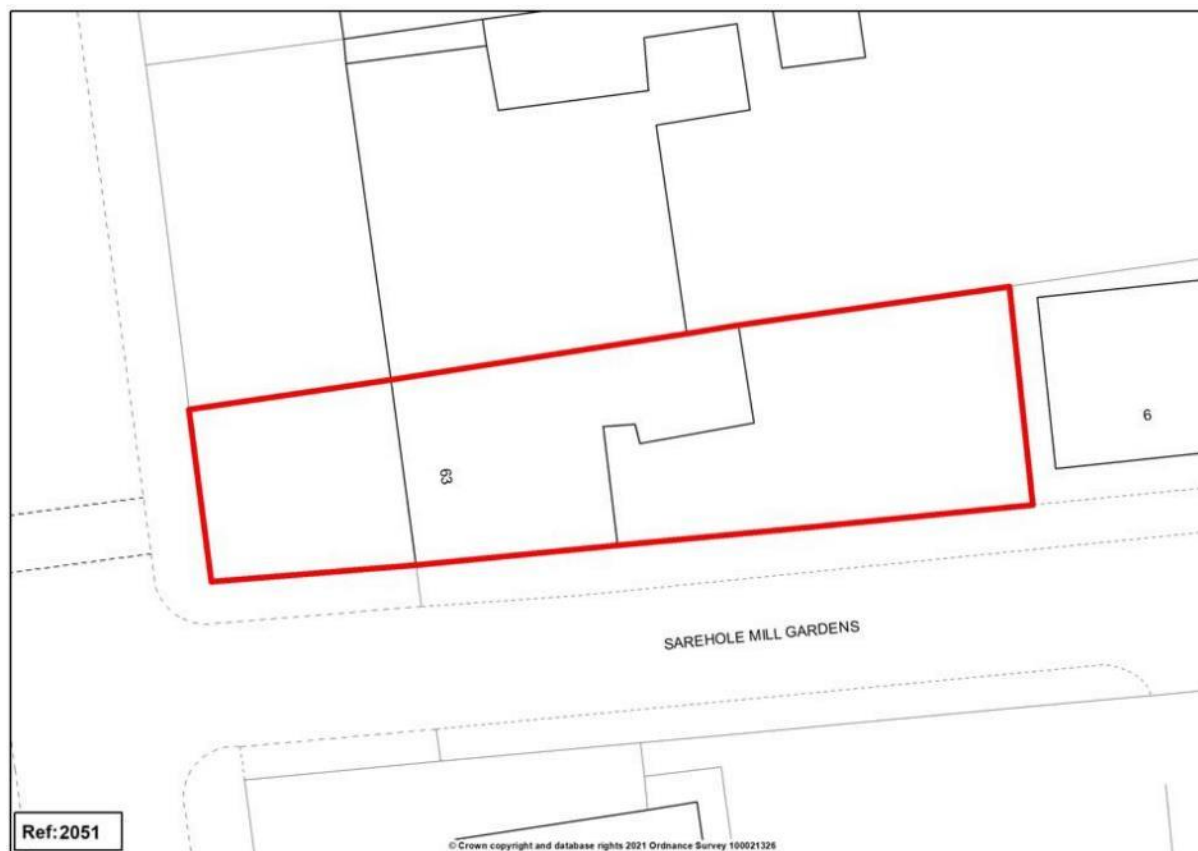 63
6
SAREHOLE MILL GARDENS
Ref:2051
© Crown copyright and database rights 2021 Ordnance Survey 100021326